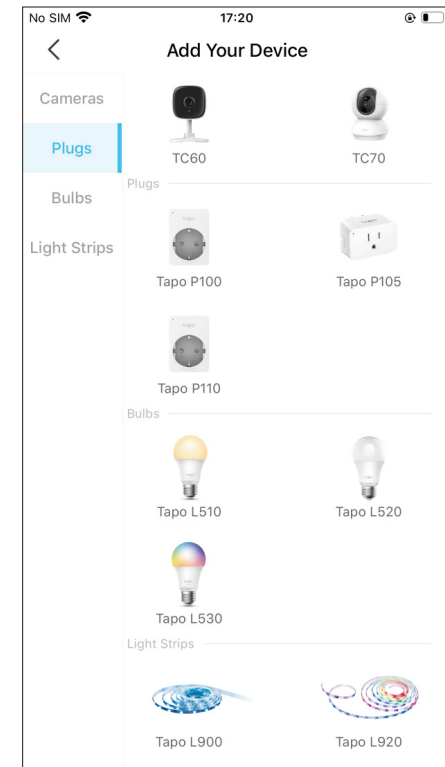 No SIM 17:20
Add Your Device
Cameras
Plugs
Bulbs
Light Strips
TC60 TC70
Plugs
Tapo P100 Tapo P105
Tapo P110
Bulbs
Tapo L510 Tapo L520
Tapo L530
Light Strips
Tapo L900 Tapo L920